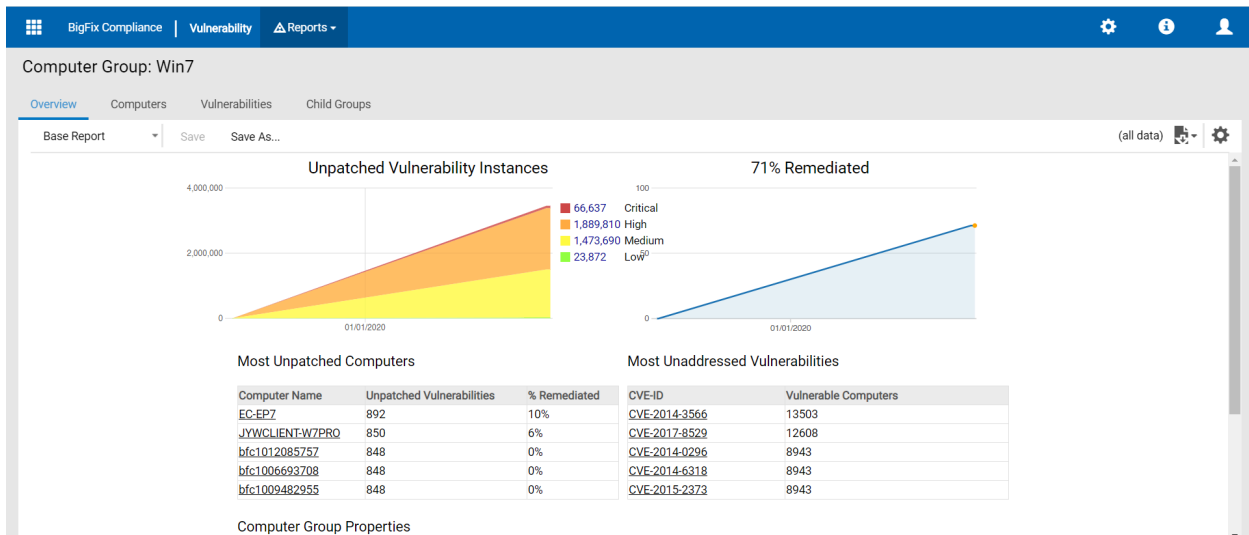 BigFix Compliance | Vulnerability Reports
Computer Group: Win7
Overview Computers Vulnerabilities Child Groups
Base Report Save Save As... (all data)
Unpatched Vulnerability Instances
4,000,000
2,000,000
0
01/01/2020
66,637 Critical
1,889,810 High
1,473,690 Medium
23,872 Low
71% Remediated
100
50
0
01/01/2020
Most Unpatched Computers
Computer Name Unpatched Vulnerabilities % Remediated
EC-EP7 892 10%
JYWCLIENT-W7PRO 850 6%
bfc1012085757 848 0%
bfc1006693708 848 0%
bfc1009482955 848 0%
Most Unaddressed Vulnerabilities
CVE-ID Vulnerable Computers
CVE-2014-3566 13503
CVE-2017-8529 12608
CVE-2014-0296 8943
CVE-2014-6318 8943
CVE-2015-2373 8943
Computer Group Properties